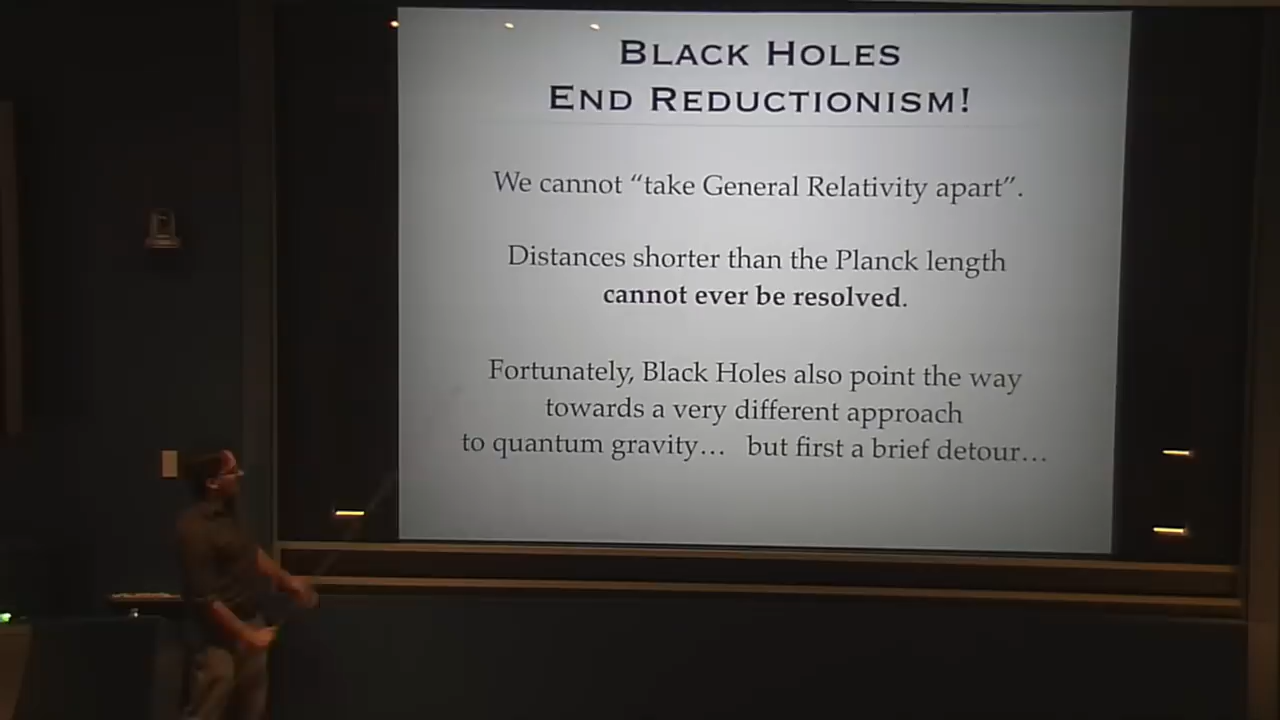 BLACK HOLES
END REDUCTIONISM!
We cannot “take General Relativity apart”.
Distances shorter than the Planck length
cannot ever be resolved.
Fortunately, Black Holes also point the way
towards a very different approach
to quantum gravity… but first a brief detour…